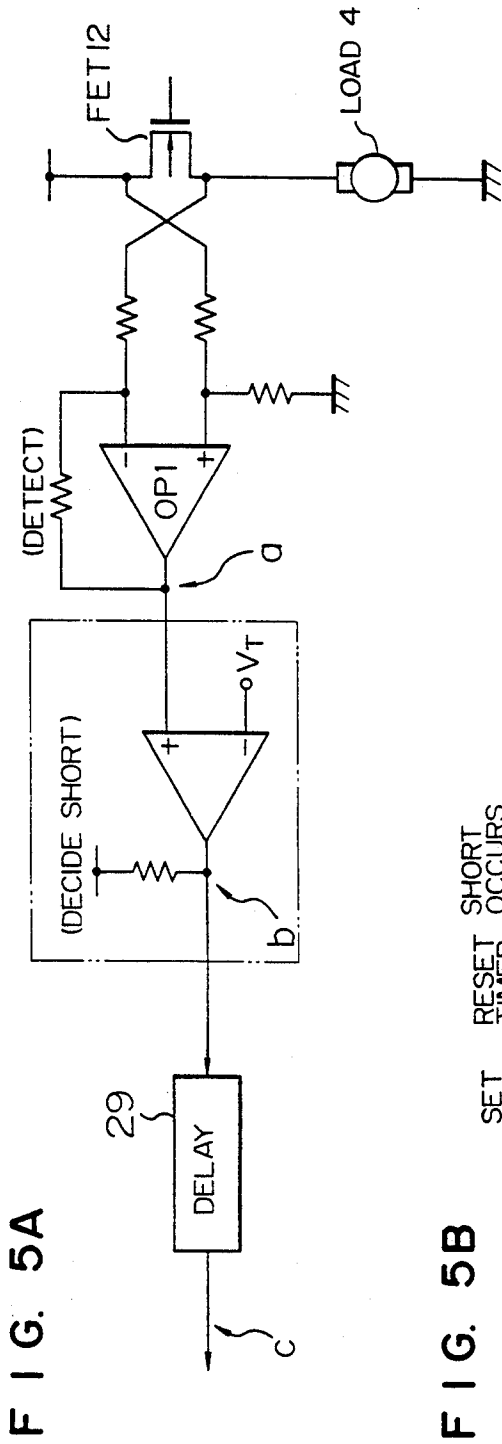 FIG. 5A
29
DELAY
c
(DECIDE SHORT)
b
+
-
VT
a
(DETECT)
OP1
-
+
FET12
LOAD 4
FIG. 5B
SET
RESET TIMER
SHORT OCCURS